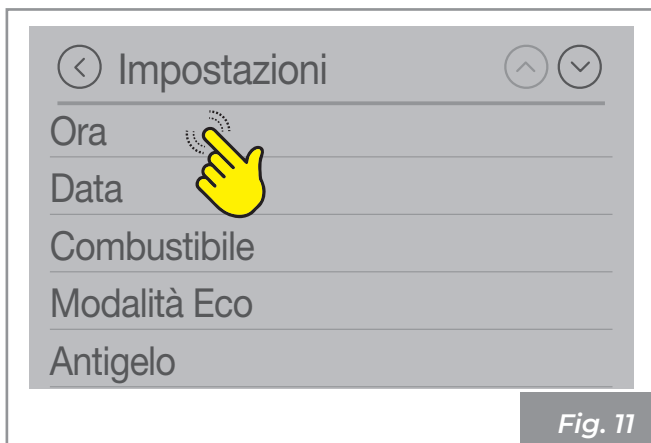 Impostazioni
Ora
Data
Combustibile
Modalità Eco
Antigelo
Fig. 11